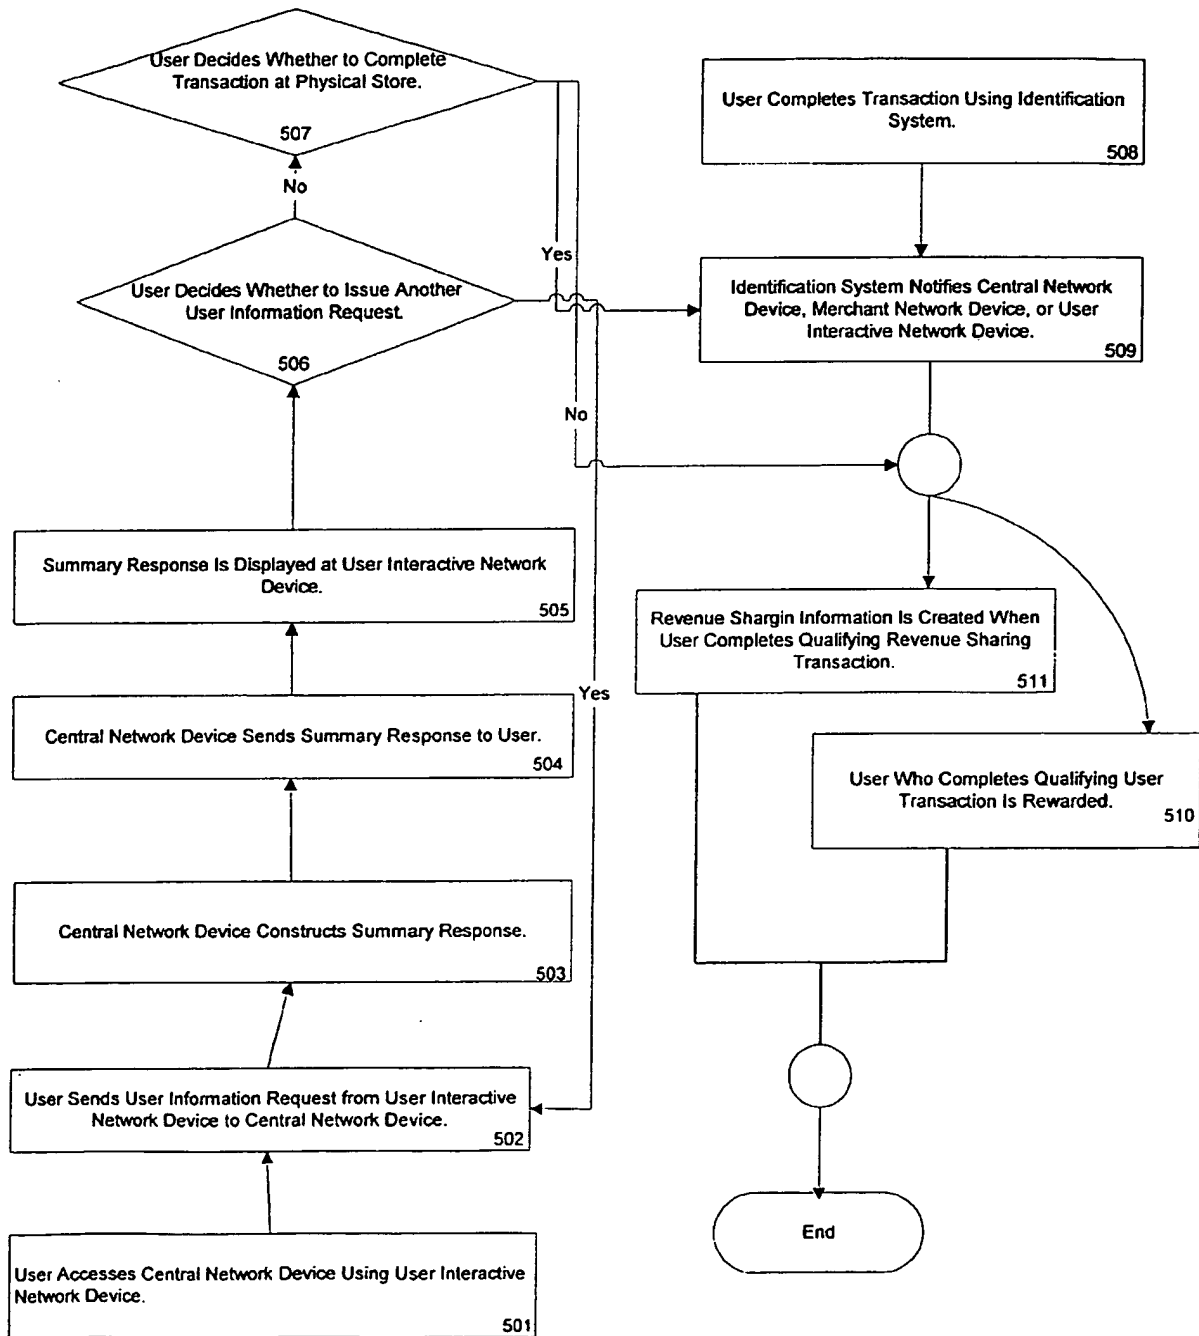 User Decides Whether to Complete
Transaction at Physical Store.
507
No
User Decides Whether to Issue Another
User Information Request.
506
Summary Response Is Displayed at User Interactive Network
Device.
505
Central Network Device Sends Summary Response to User.
504
Central Network Device Constructs Summary Response.
503
User Sends User Information Request from User Interactive
Network Device to Central Network Device.
502
User Accesses Central Network Device Using User Interactive
Network Device.
501
Yes
No
Yes
User Completes Transaction Using Identification
System.
508
Identification System Notifies Central Network
Device, Merchant Network Device, or User
Interactive Network Device.
509
Revenue Shargin Information Is Created When
User Completes Qualifying Revenue Sharing
Transaction.
511
User Who Completes Qualifying User
Transaction Is Rewarded.
510
End